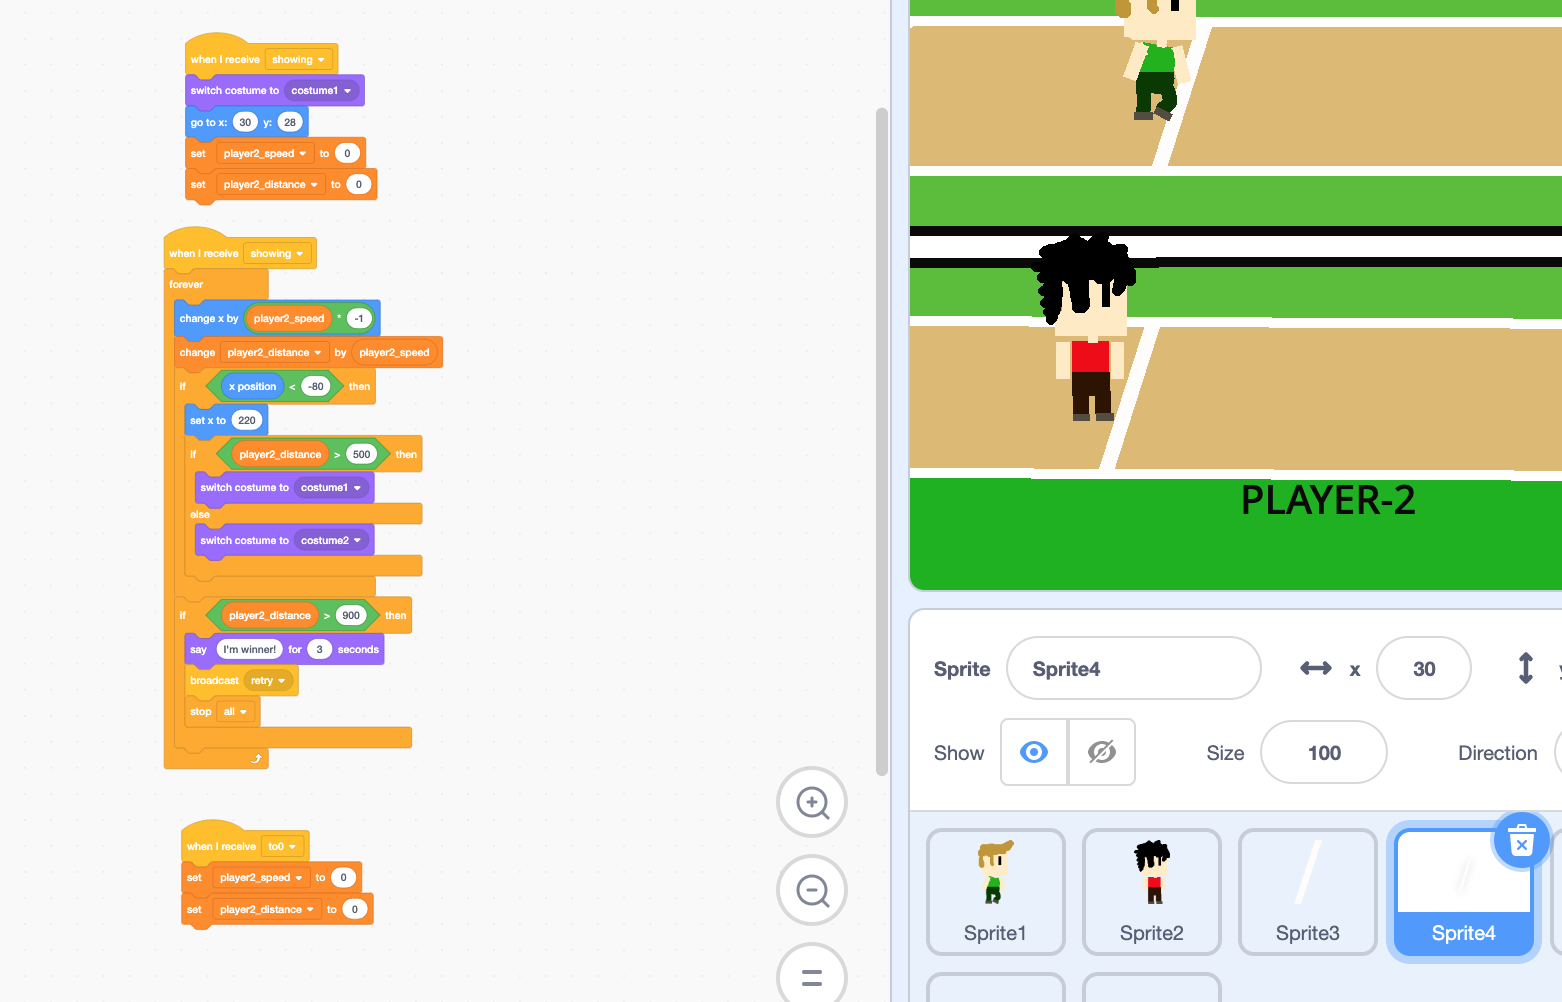 when I receive showing
switch costume to costume1
go to x: 30 y: 28
set player2_speed to 0
set player2_distance to 0
when I receive showing
forever
change x by player2_speed * -1
change player2_distance by player2_speed
if x position < -80 then
set x to 220
if player2_distance > 500 then
switch costume to costume1
else
switch costume to costume2
if player2_distance > 900 then
say I'm winner! for 3 seconds
broadcast retry
stop all
when I receive to0
set player2_speed to 0
set player2_distance to 0
PLAYER-2
Sprite Sprite4 x 30 y
Show Size 100 Direction
Sprite1 Sprite2 Sprite3 Sprite4